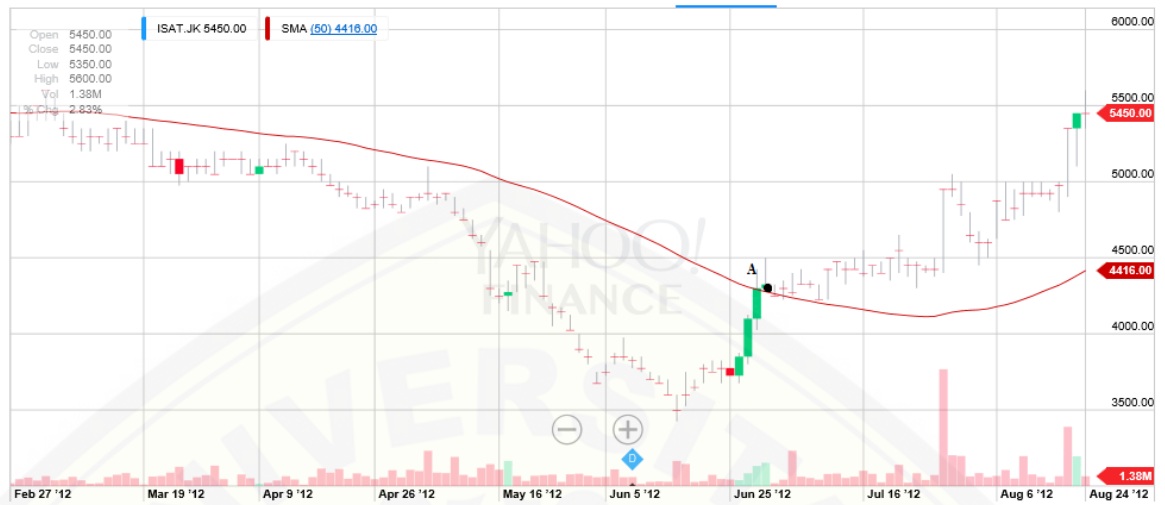 ISAT.JK 5450.00 SMA (50) 4416.00
Open 5450.00
Close 5450.00
Low 5350.00
High 5600.00
Vol 1.38M
% Chg 2.83%
6000.00
5500.00
5450.00
5000.00
4500.00
4416.00
4000.00
3500.00
1.38M
A
YAHOO!
FINANCE
VERSIT
D
Feb 27 '12 Mar 19 '12 Apr 9 '12 Apr 26 '12 May 16 '12 Jun 5 '12 Jun 25 '12 Jul 16 '12 Aug 6 '12 Aug 24 '12